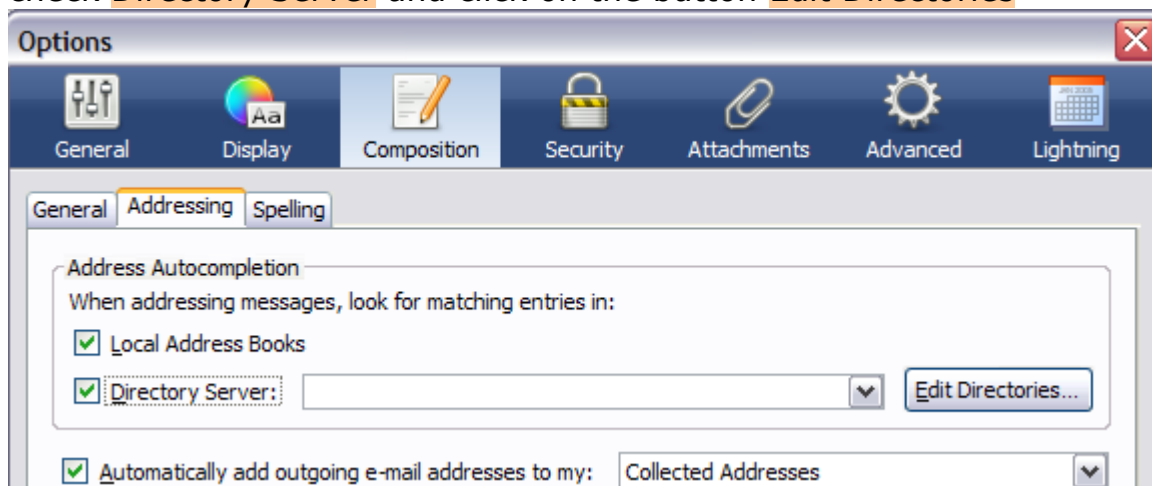 check Directory Server and click on the button Edit Directories
Options
General Display Composition Security Attachments Advanced Lightning
General Addressing Spelling
Address Autocompletion
When addressing messages, look for matching entries in:
Local Address Books
Directory Server: Edit Directories...
Automatically add outgoing e-mail addresses to my: Collected Addresses